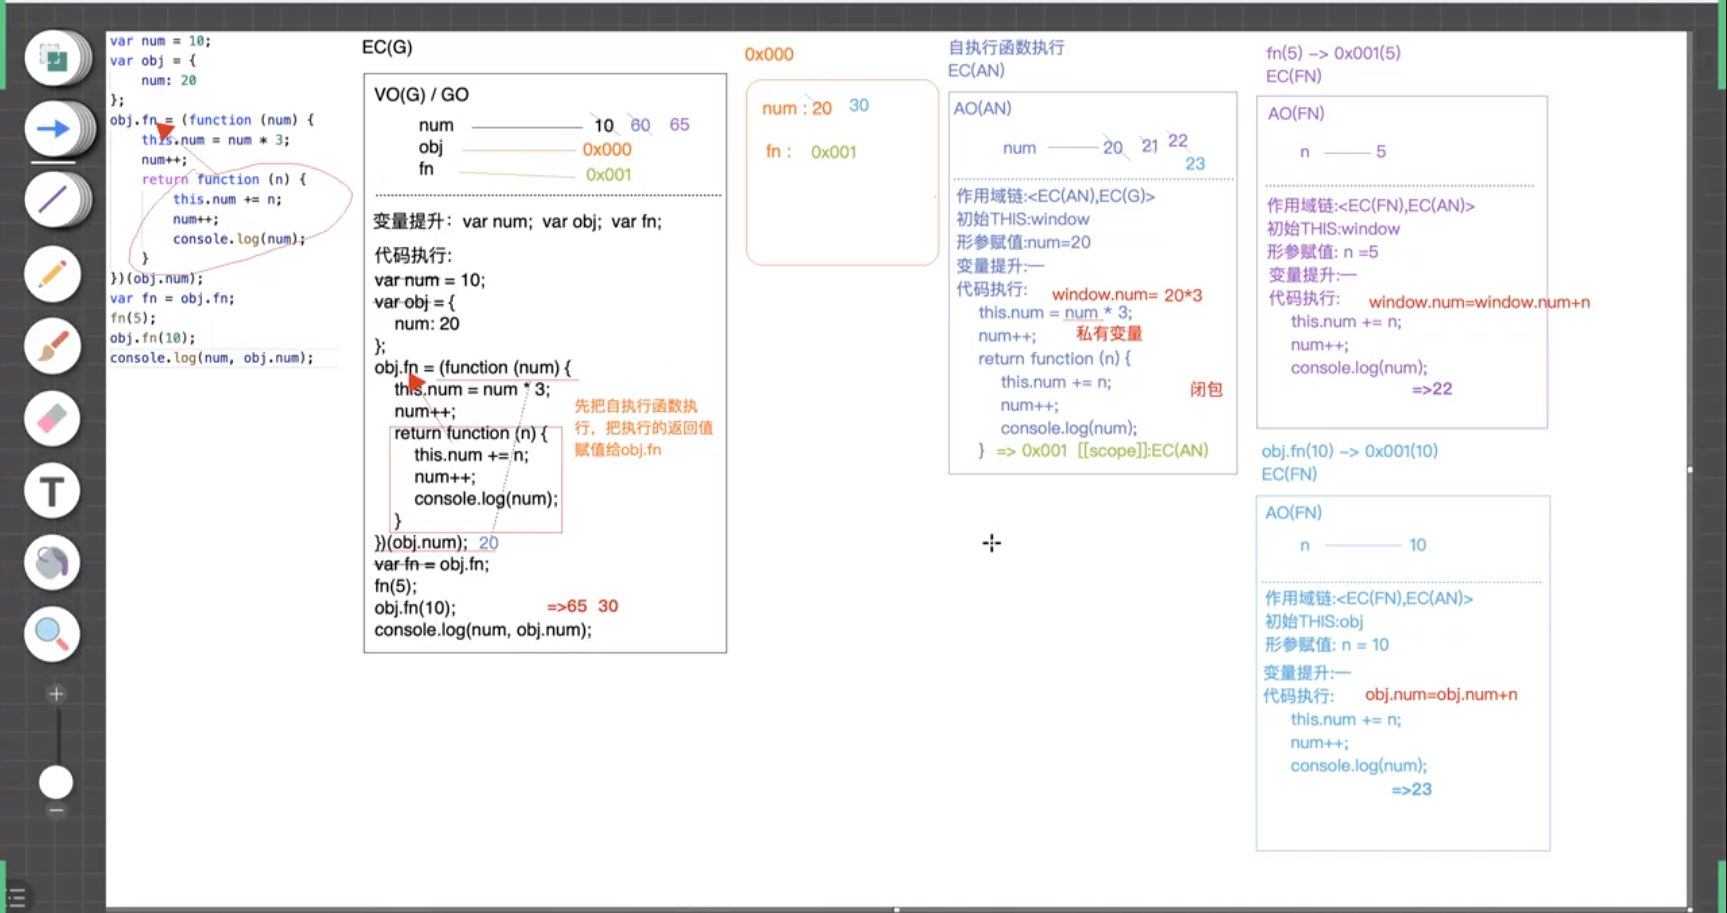 var num = 10;
var obj = {
num: 20
};
obj.fn = (function (num) {
this.num = num * 3;
num++;
return function (n) {
this.num += n;
num++;
console.log(num);
}
})(obj.num);
var fn = obj.fn;
fn(5);
obj.fn(10);
console.log(num, obj.num);
EC(G)
VO(G) / GO
num 10 60 65
obj 0x000
fn 0x001
变量提升：var num; var obj; var fn;
代码执行:
var num = 10;
var obj = {
num: 20
};
obj.fn = (function (num) {
this.num = num * 3;
num++;
return function (n) {
this.num += n;
num++;
console.log(num);
}
})(obj.num); 20
var fn = obj.fn;
fn(5);
obj.fn(10); =>65 30
console.log(num, obj.num);
先把自执行函数执
行，把执行的返回值
赋值给obj.fn
0x000
num : 20 30
fn : 0x001
自执行函数执行
EC(AN)
AO(AN)
num 20 21 22
23
作用域链:<EC(AN),EC(G)>
初始THIS:window
形参赋值:num=20
变量提升:—
代码执行: window.num= 20*3
this.num = num * 3;
num++; 私有变量
return function (n) {
this.num += n; 闭包
num++;
console.log(num);
} => 0x001 [[scope]]:EC(AN)
fn(5) -> 0x001(5)
EC(FN)
AO(FN)
n 5
作用域链:<EC(FN),EC(AN)>
初始THIS:window
形参赋值: n =5
变量提升:—
代码执行: window.num=window.num+n
this.num += n;
num++;
console.log(num);
=>22
obj.fn(10) -> 0x001(10)
EC(FN)
AO(FN)
n 10
作用域链:<EC(FN),EC(AN)>
初始THIS:obj
形参赋值: n = 10
变量提升:—
代码执行: obj.num=obj.num+n
this.num += n;
num++;
console.log(num);
=>23